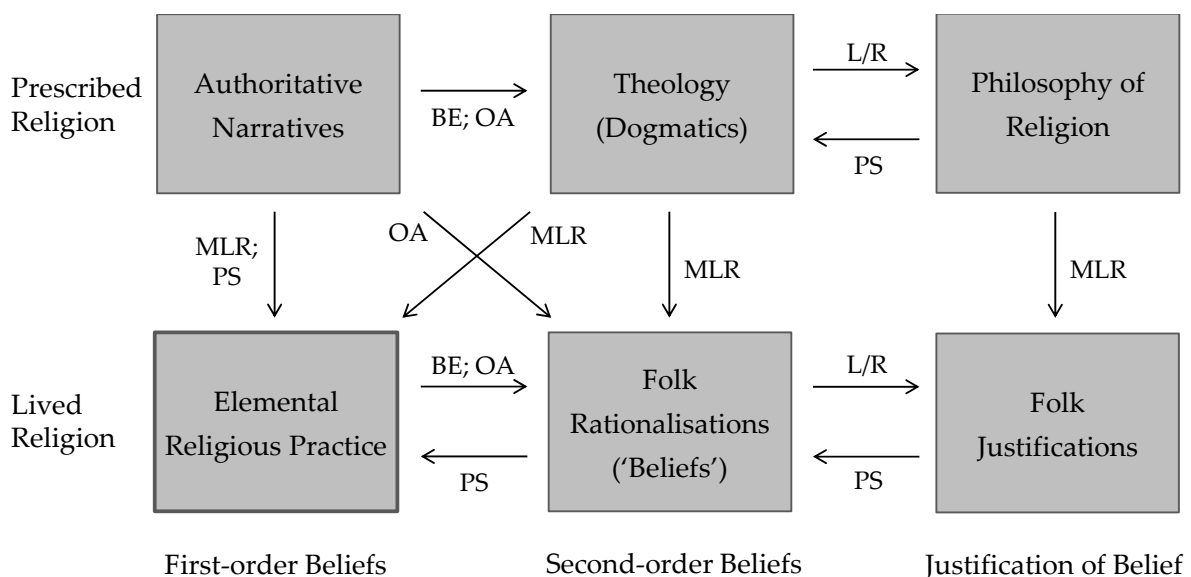 Prescribed
Religion
Authoritative
Narratives
BE; OA
Theology
(Dogmatics)
L/R
PS
Philosophy of
Religion
MLR;
PS
OA
MLR
MLR
MLR
Lived
Religion
Elemental
Religious Practice
BE; OA
PS
Folk
Rationalisations
('Beliefs')
L/R
PS
Folk
Justifications
First-order Beliefs
Second-order Beliefs
Justification of Belief